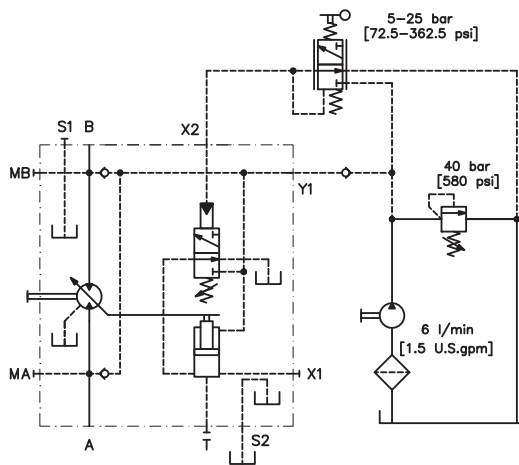 5-25 bar
[72.5-362.5 psi]
S1 B
X2
MB
Y1
40 bar
[580 psi]
6 l/min
[1.5 U.S.gpm]
MA
X1
A
T
S2